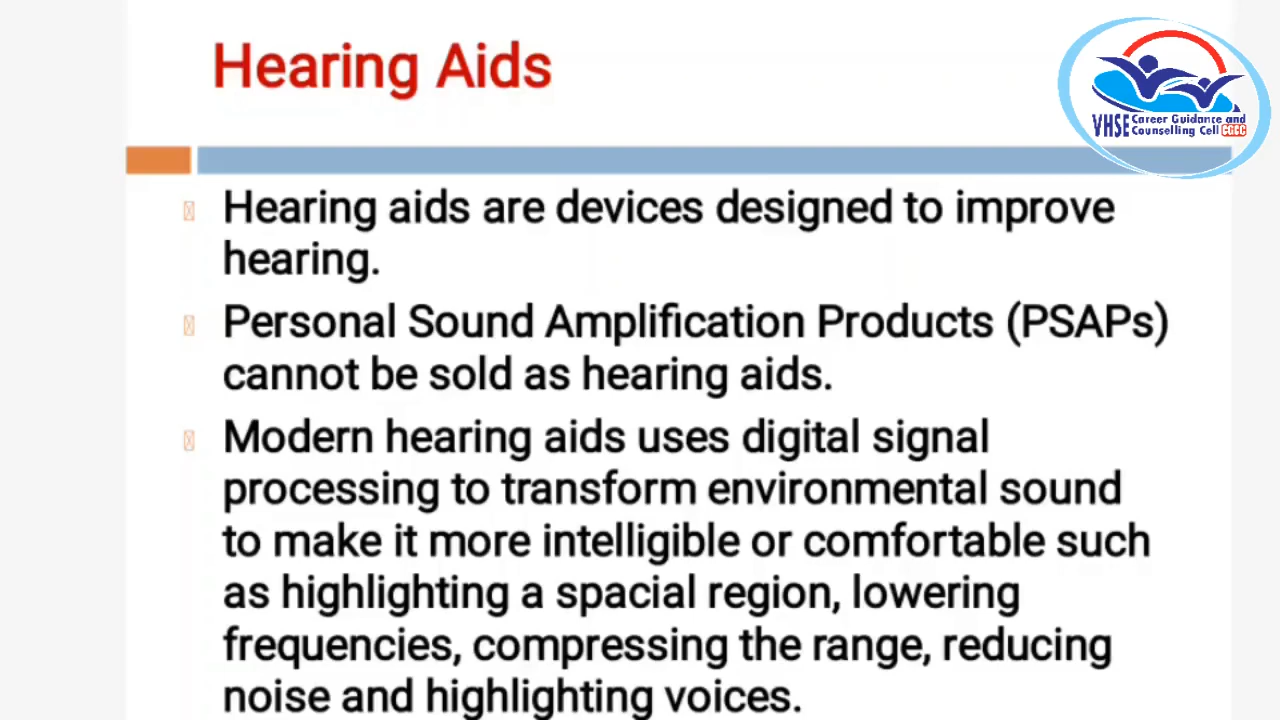 Hearing Aids
VHSE Career Guidance and
Counselling Cell CGCC
Hearing aids are devices designed to improve
hearing.
Personal Sound Amplification Products (PSAPs)
cannot be sold as hearing aids.
Modern hearing aids uses digital signal
processing to transform environmental sound
to make it more intelligible or comfortable such
as highlighting a spacial region, lowering
frequencies, compressing the range, reducing
noise and highlighting voices.